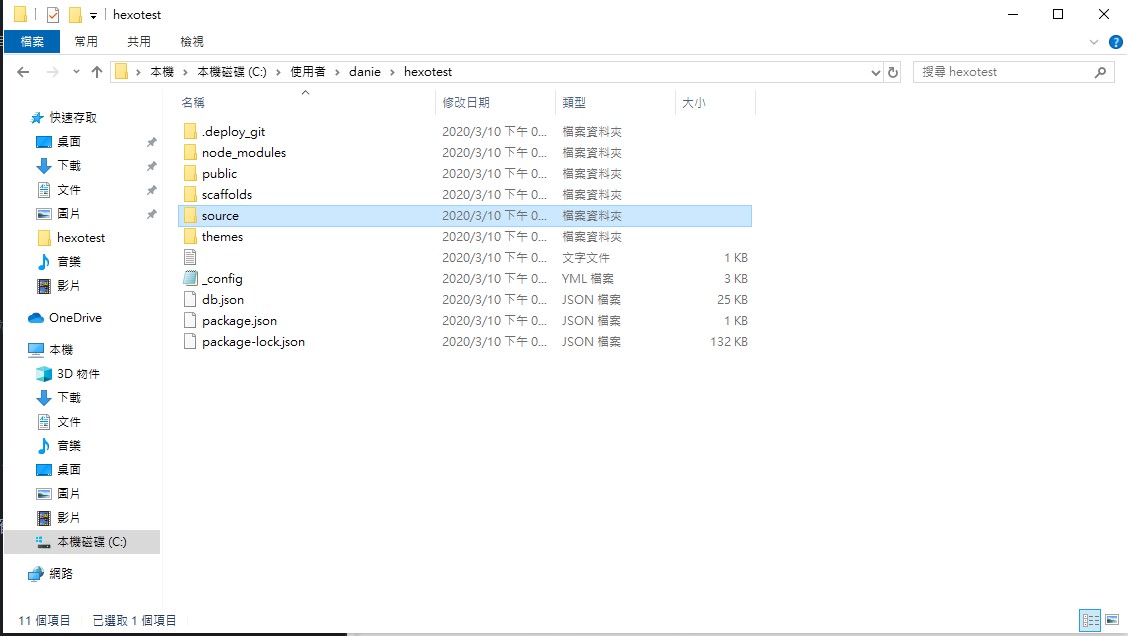 hexotest
檔案 常用 共用 檢視
本機 本機磁碟 (C:) 使用者 danie hexotest 搜尋 hexotest
名稱 修改日期 類型 大小
快速存取
桌面
下載
文件
圖片
hexotest
音樂
影片
OneDrive
本機
3D 物件
下載
文件
音樂
桌面
圖片
影片
本機磁碟 (C:)
網路
.deploy_git 2020/3/10 下午 0... 檔案資料夾
node_modules 2020/3/10 下午 0... 檔案資料夾
public 2020/3/10 下午 0... 檔案資料夾
scaffolds 2020/3/10 下午 0... 檔案資料夾
source 2020/3/10 下午 0... 檔案資料夾
themes 2020/3/10 下午 0... 檔案資料夾
2020/3/10 下午 0... 文字文件 1 KB
_config 2020/3/10 下午 0... YML 檔案 3 KB
db.json 2020/3/10 下午 0... JSON 檔案 25 KB
package.json 2020/3/10 下午 0... JSON 檔案 1 KB
package-lock.json 2020/3/10 下午 0... JSON 檔案 132 KB
11 個項目 已選取 1 個項目